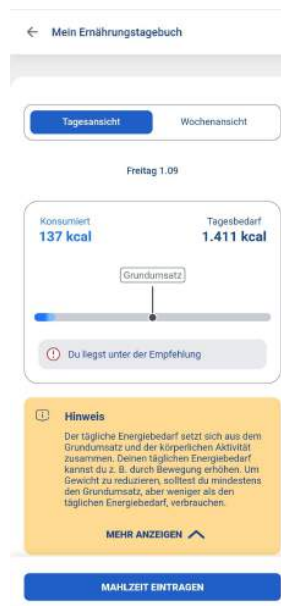 Mein Ernährungstagebuch
Tagesansicht Wochenansicht
Freitag 1.09
Konsumiert Tagesbedarf
137 kcal 1.411 kcal
Grundumsatz
Du liegst unter der Empfehlung
Hinweis
Der tägliche Energiebedarf setzt sich aus dem
Grundumsatz und der körperlichen Aktivität
zusammen. Deinen täglichen Energiebedarf
kannst du z. B. durch Bewegung erhöhen. Um
Gewicht zu reduzieren, solltest du mindestens
den Grundumsatz, aber weniger als den
täglichen Energiebedarf, verbrauchen.
MEHR ANZEIGEN
MAHLZEIT EINTRAGEN